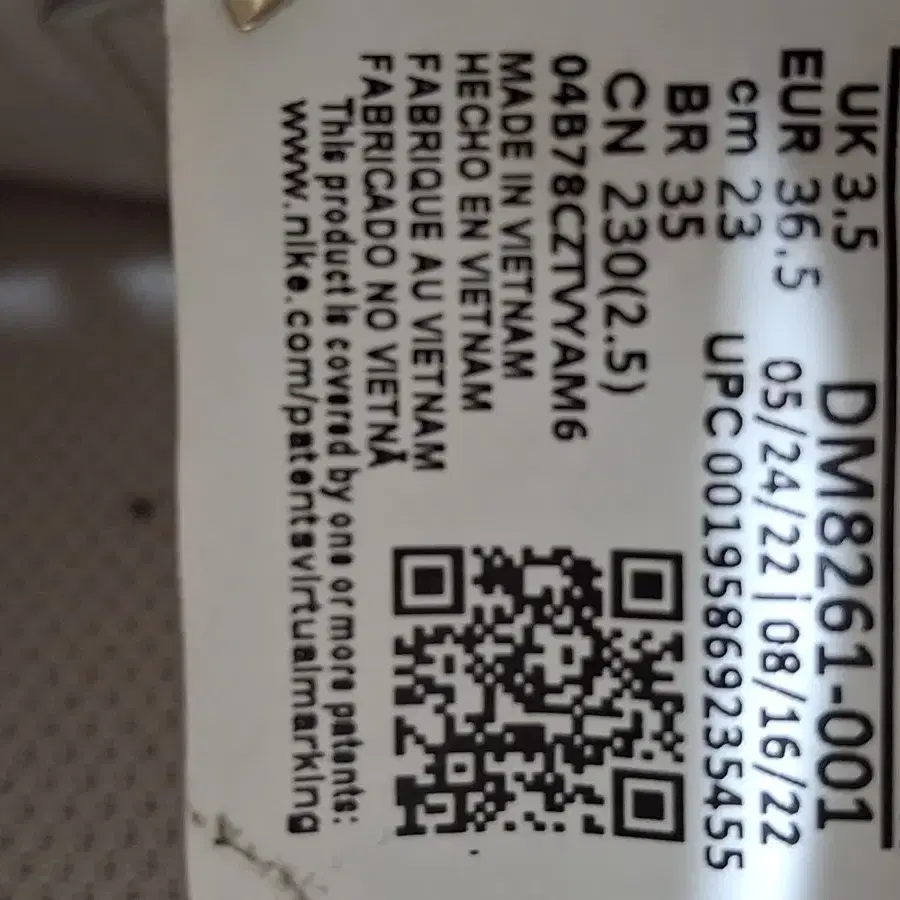 UK 3.5
EUR 36.5
cm 23
BR 35
CN 230(2.5)
DM8261-001
05/24/22 | 08/16/22
UPC 00195869235455
04B78CZTVYAM6
MADE IN VIETNAM
HECHO EN VIETNAM
FABRIQUE AU VIETNAM
FABRICADO NO VIETNÃ
This product is covered by one or more patents:
www.nike.com/patentsvirtualmarking